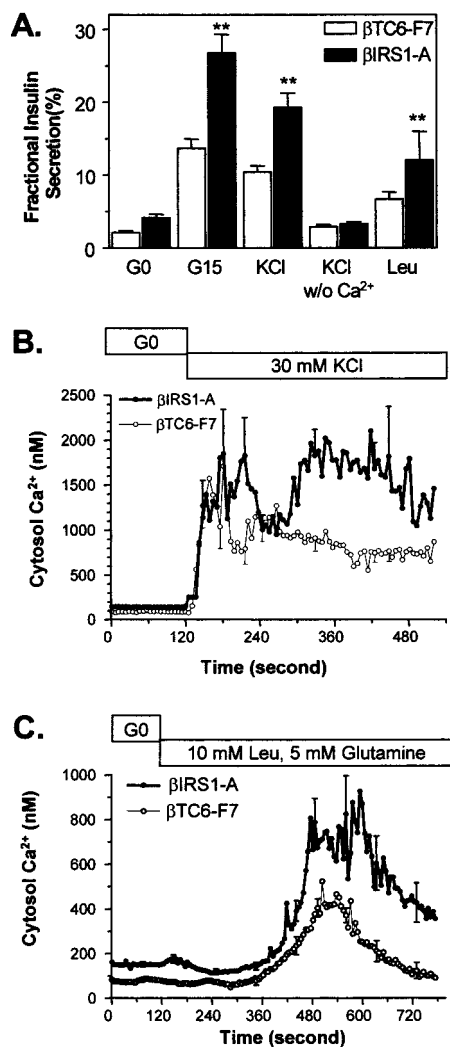 A.
βTC6-F7
βIRS1-A
Fractional Insulin
Secretion(%)
30
20
10
0
**
**
**
G0 G15 KCl KCl Leu
w/o Ca²⁺
B.
G0
30 mM KCl
βIRS1-A
βTC6-F7
Cytosol Ca²⁺ (nM)
2500
2000
1500
1000
500
0
0 120 240 360 480
Time (second)
C.
G0
10 mM Leu, 5 mM Glutamine
βIRS1-A
βTC6-F7
Cytosol Ca²⁺ (nM)
1000
800
600
400
200
0
0 120 240 360 480 600 720
Time (second)